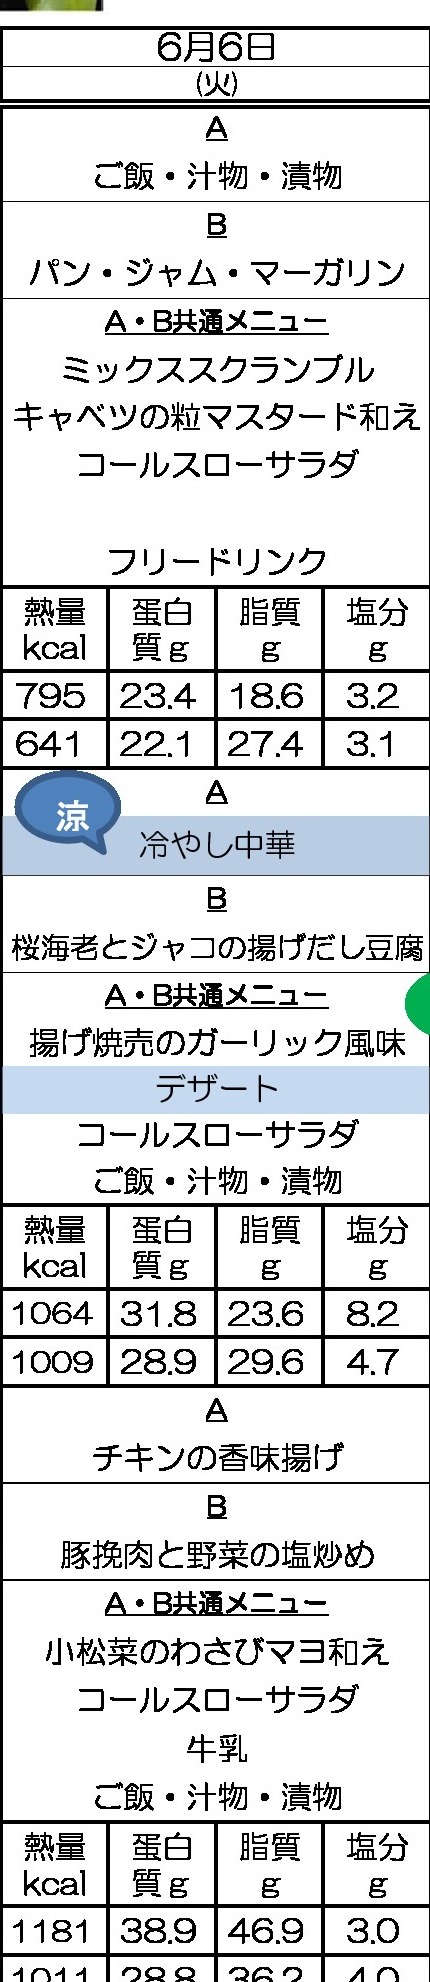 6月6日
(火)
A
ご飯・汁物・漬物
B
パン・ジャム・マーガリン
A・B共通メニュー
ミックススクランブル
キャベツの粒マスタード和え
コールスローサラダ
フリードリンク
熱量 蛋白 脂質 塩分
kcal 質g g g
795 23.4 18.6 3.2
641 22.1 27.4 3.1
A
涼
冷やし中華
B
桜海老とジャコの揚げだし豆腐
A・B共通メニュー
揚げ焼売のガーリック風味
デザート
コールスローサラダ
ご飯・汁物・漬物
熱量 蛋白 脂質 塩分
kcal 質g g g
1064 31.8 23.6 8.2
1009 28.9 29.6 4.7
A
チキンの香味揚げ
B
豚挽肉と野菜の塩炒め
A・B共通メニュー
小松菜のわさびマヨ和え
コールスローサラダ
牛乳
ご飯・汁物・漬物
熱量 蛋白 脂質 塩分
kcal 質g g g
1181 38.9 46.9 3.0
1011 28.8 36.2 4.0